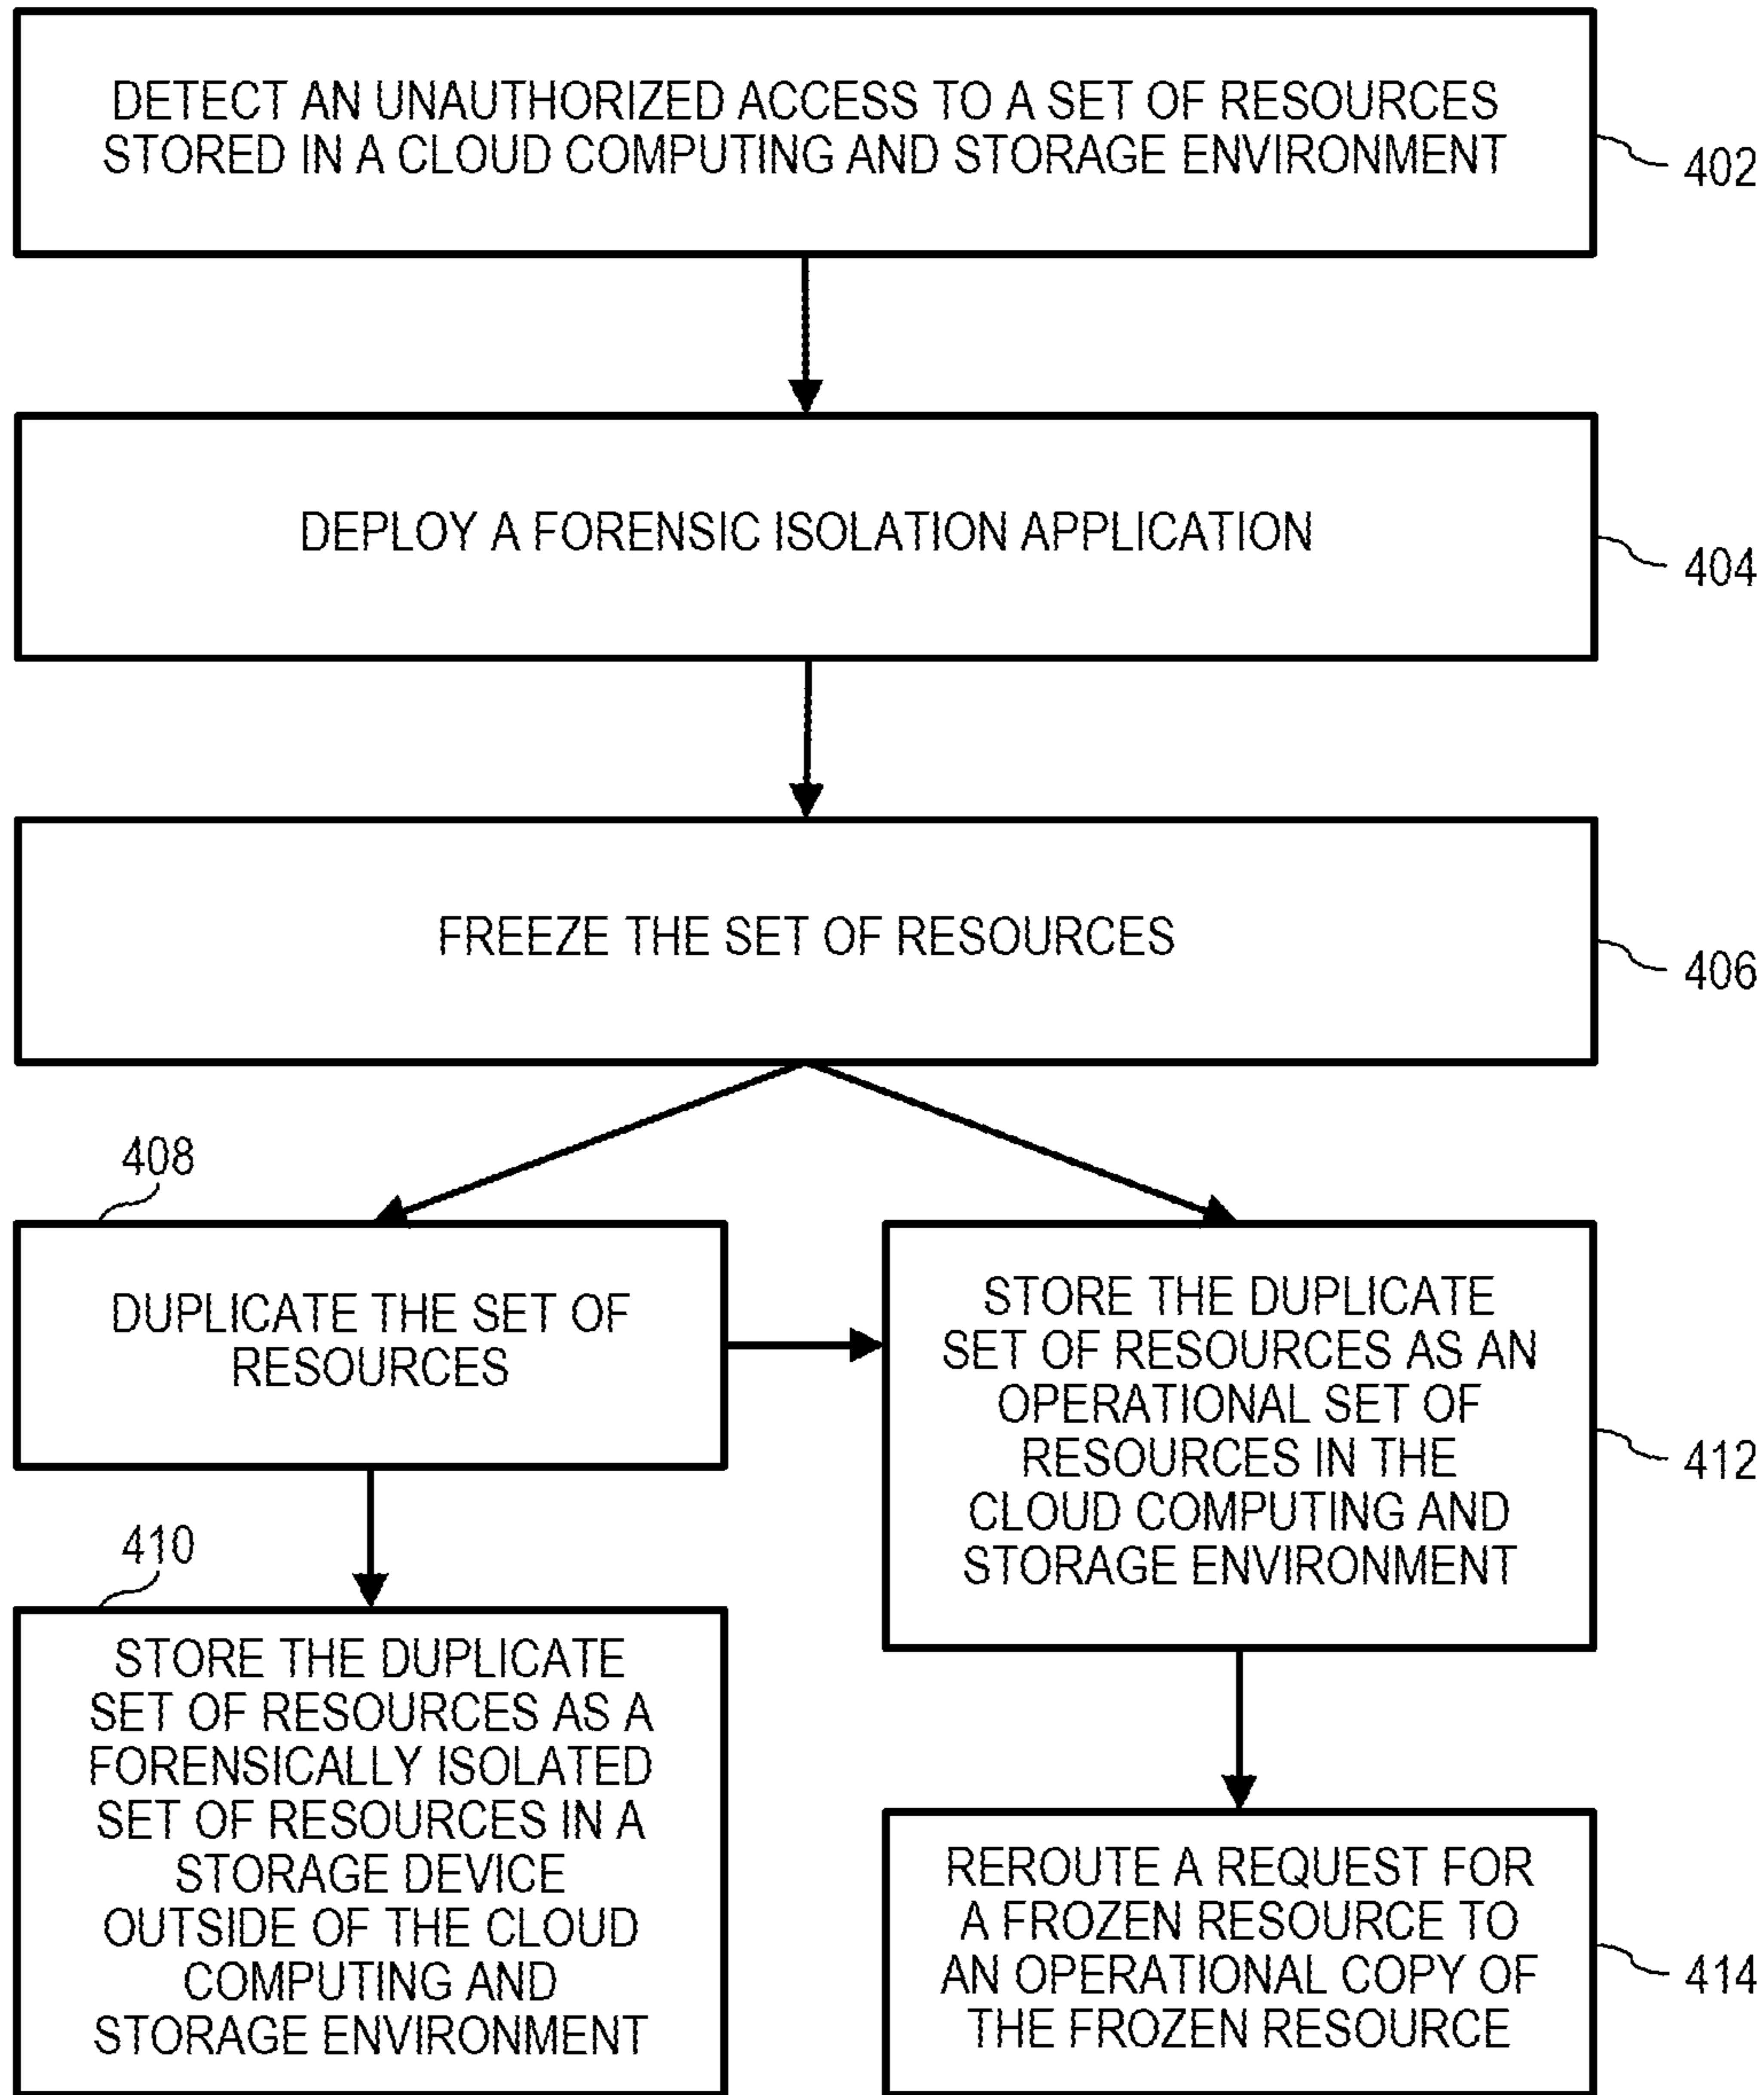 DETECT AN UNAUTHORIZED ACCESS TO A SET OF RESOURCES
STORED IN A CLOUD COMPUTING AND STORAGE ENVIRONMENT
402
DEPLOY A FORENSIC ISOLATION APPLICATION
404
FREEZE THE SET OF RESOURCES
406
408
DUPLICATE THE SET OF
RESOURCES
410
STORE THE DUPLICATE
SET OF RESOURCES AS A
FORENSICALLY ISOLATED
SET OF RESOURCES IN A
STORAGE DEVICE
OUTSIDE OF THE CLOUD
COMPUTING AND
STORAGE ENVIRONMENT
STORE THE DUPLICATE
SET OF RESOURCES AS AN
OPERATIONAL SET OF
RESOURCES IN THE
CLOUD COMPUTING AND
STORAGE ENVIRONMENT
412
REROUTE A REQUEST FOR
A FROZEN RESOURCE TO
AN OPERATIONAL COPY OF
THE FROZEN RESOURCE
414